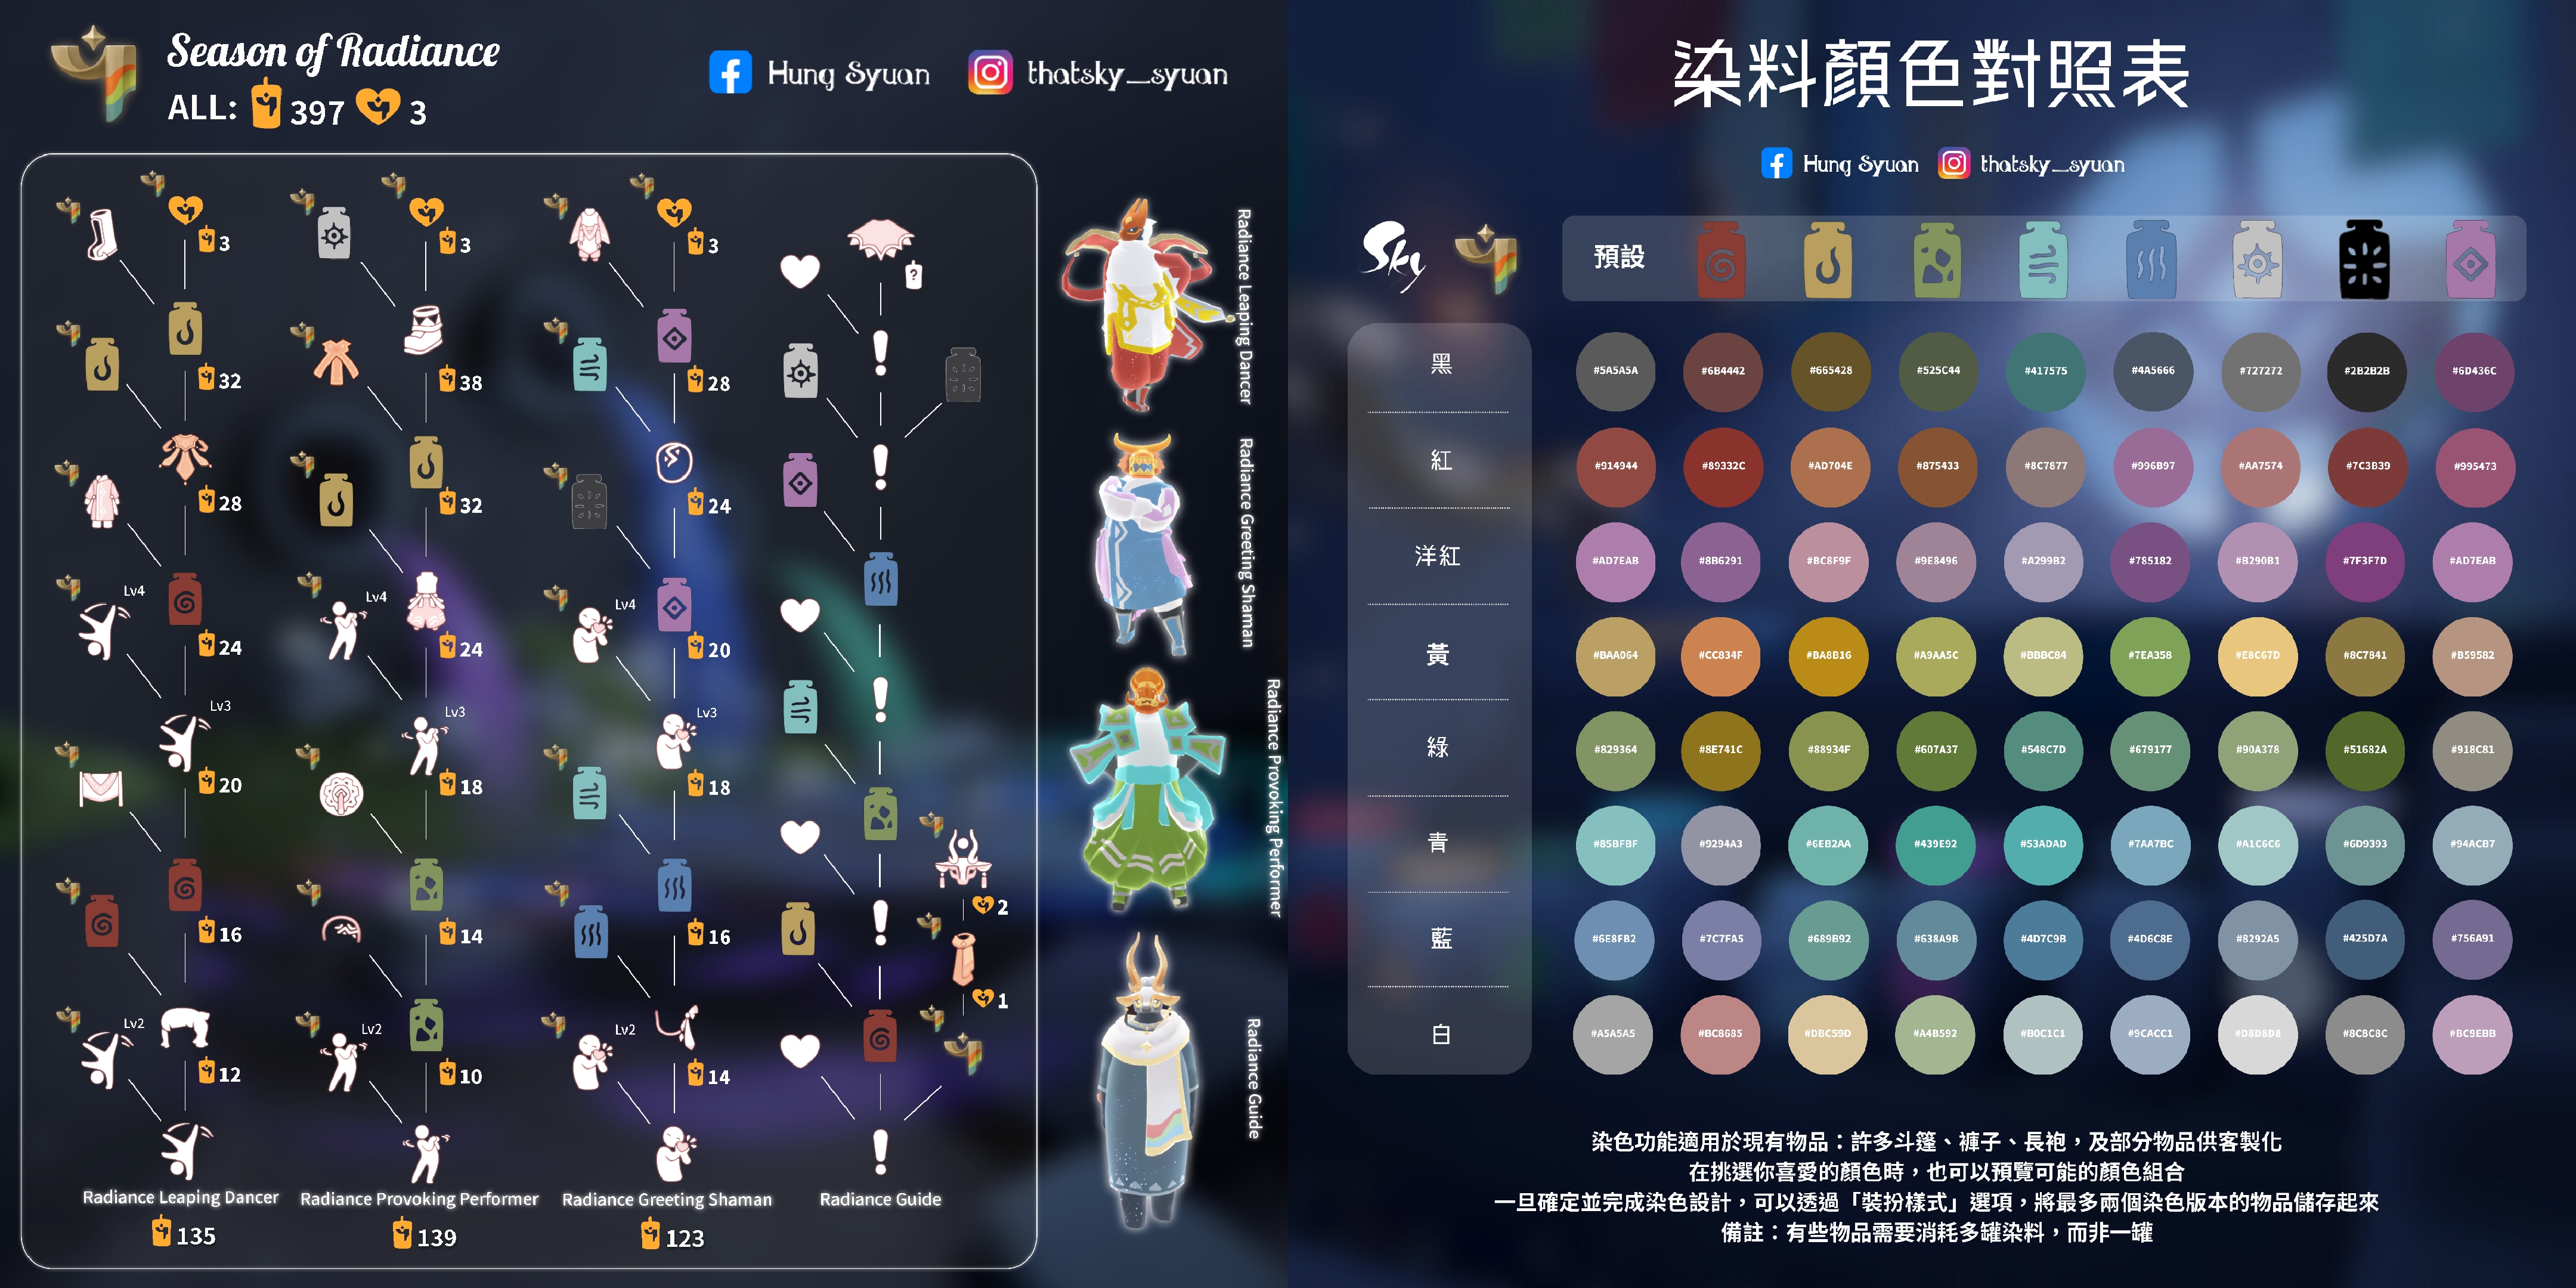 Season of Radiance
ALL: 397 3
Hung Syuan
thatsky_syuan
3
3
3
?
32
38
28
28
32
24
Lv4
Lv4
Lv4
24
24
20
Lv3
Lv3
Lv3
20
18
18
16
14
16
2
1
Lv2
Lv2
Lv2
12
10
14
Radiance Leaping Dancer
135
Radiance Provoking Performer
139
Radiance Greeting Shaman
123
Radiance Guide
Radiance Leaping Dancer
Radiance Greeting Shaman
Radiance Provoking Performer
Radiance Guide
染料顏色對照表
Hung Syuan
thatsky_syuan
Sky
預設
黑
#5A5A5A #6B4442 #665428 #525C44 #417575 #4A5666 #727272 #2B2B2B #6D436C
紅
#914944 #89332C #AD704E #875433 #8C7877 #996B97 #AA7574 #7C3B39 #995473
洋紅
#AD7EAB #8B6291 #BC8F9F #9E8496 #A299B2 #785182 #B290B1 #7F3F7D #AD7EAB
黃
#BAA064 #CC834F #BA8B16 #A9AA5C #BBBC84 #7EA358 #E8C67D #8C7841 #B59582
綠
#829364 #8E741C #88934F #607A37 #548C7D #679177 #90A378 #51682A #918C81
青
#85BFBF #9294A3 #6EB2AA #439E92 #53ADAD #7AA7BC #A1C6C6 #6D9393 #94ACB7
藍
#6E8FB2 #7C7FA5 #689B92 #638A9B #4D7C9B #4D6C8E #8292A5 #425D7A #756A91
白
#A5A5A5 #BC8685 #DBC59D #A4B592 #B0C1C1 #9CACC1 #D8D8D8 #8C8C8C #BC9EBB
染色功能適用於現有物品：許多斗篷、褲子、長袍，及部分物品供客製化
在挑選你喜愛的顏色時，也可以預覽可能的顏色組合
一旦確定並完成染色設計，可以透過「裝扮樣式」選項，將最多兩個染色版本的物品儲存起來
備註：有些物品需要消耗多罐染料，而非一罐